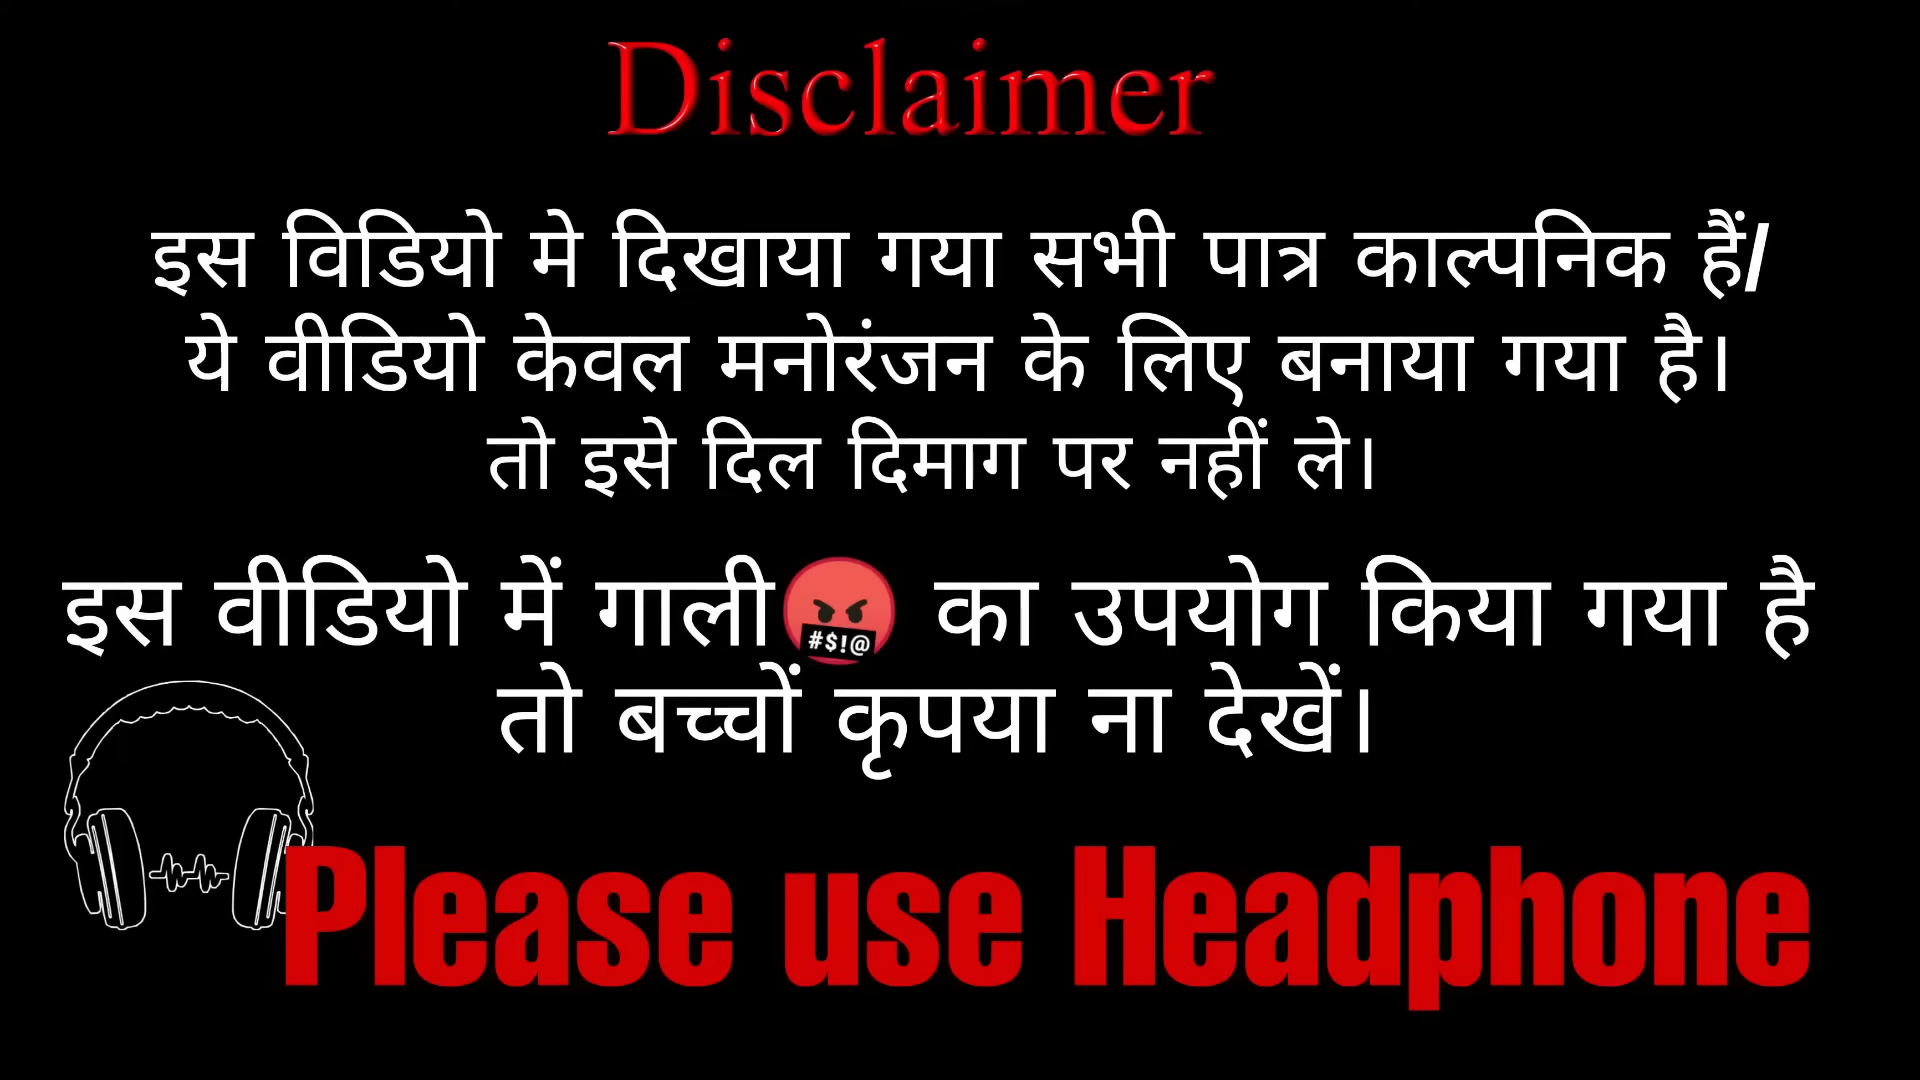 Disclaimer
इस विडियो मे दिखाया गया सभी पात्र काल्पनिक हैं/
ये वीडियो केवल मनोरंजन के लिए बनाया गया है।
तो इसे दिल दिमाग पर नहीं ले।
इस वीडियो में गाली🤬 का उपयोग किया गया है
तो बच्चों कृपया ना देखें।
Please use Headphone